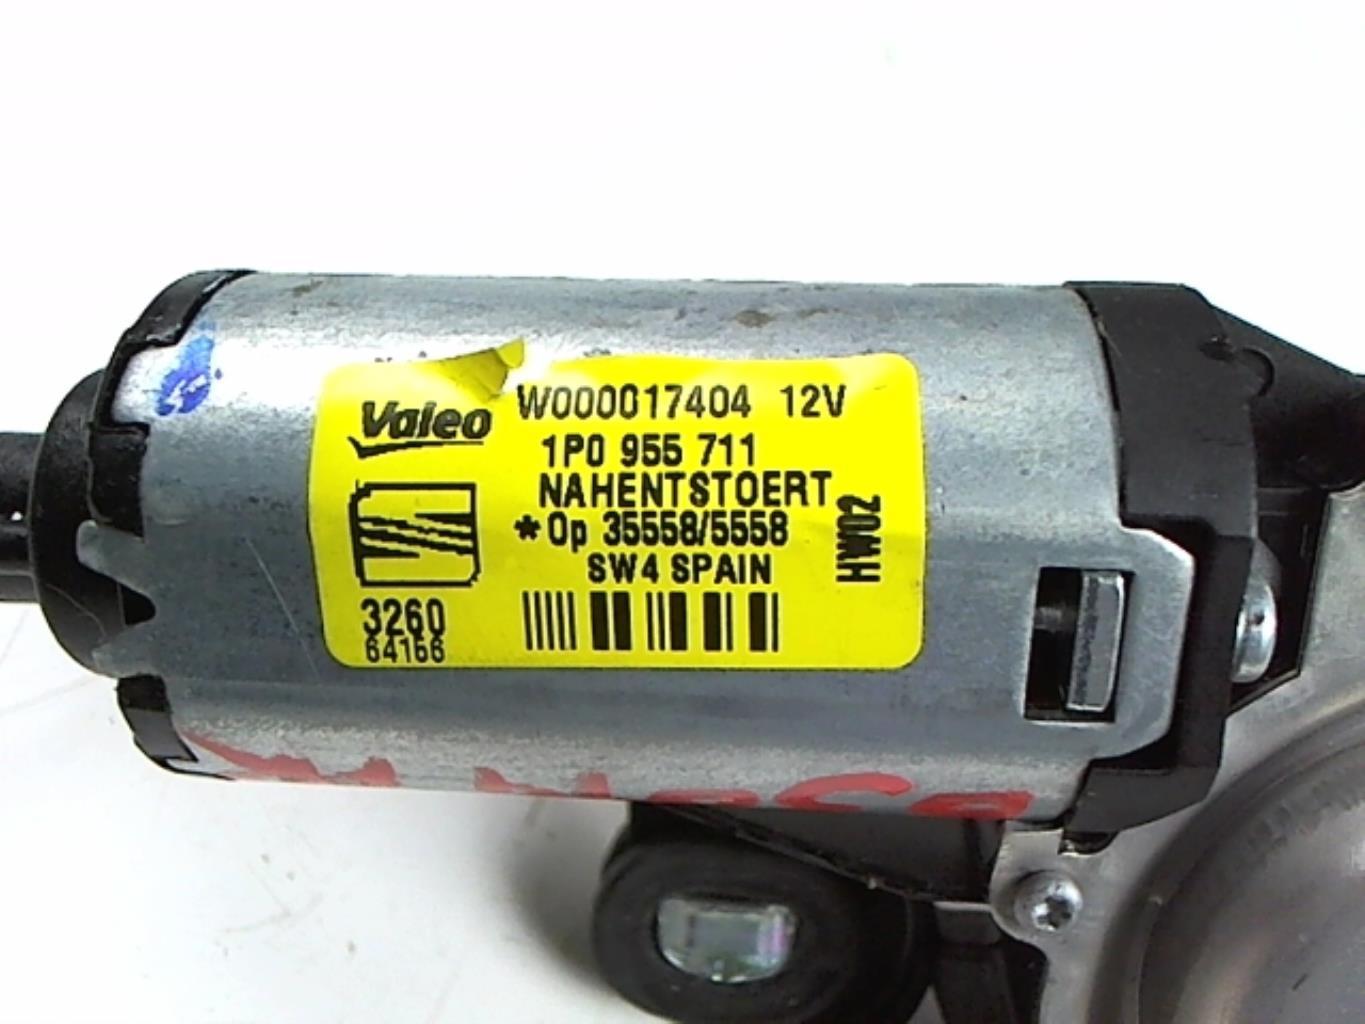 Valeo W000017404 12V
1P0 955 711
NAHENTSTOERT
*Op 35558/5558
SW4 SPAIN
HW02
3260
64166